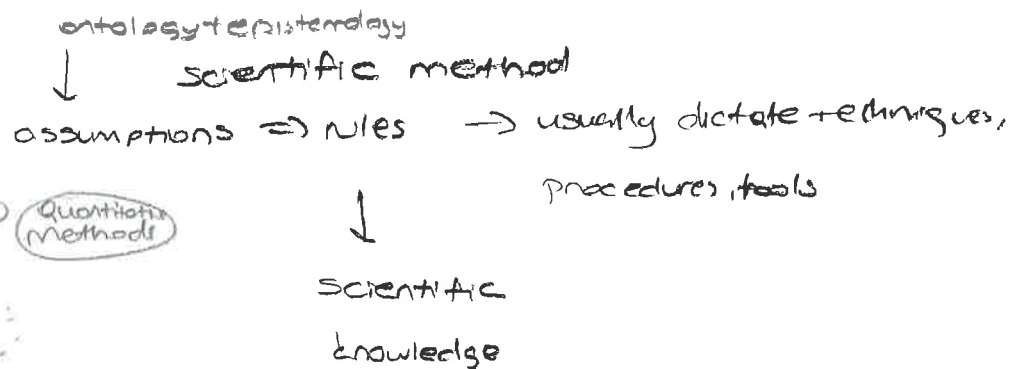 ontology + epistemology
↓ scientific method
assumptions => rules -> usually dictate techniques,
procedures, tools
Quantitative
Methods
↓
scientific
knowledge